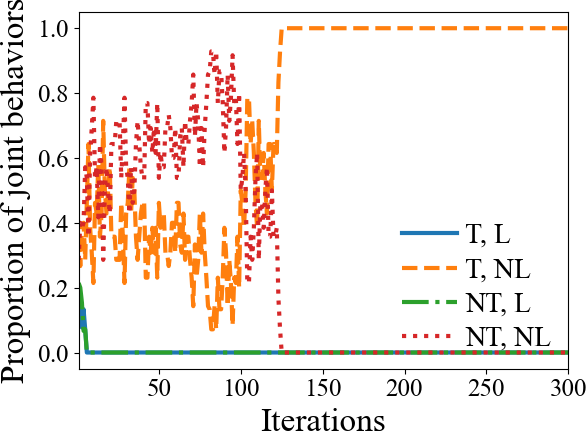 Proportion of joint behaviors
1.0
0.8
0.6
0.4
0.2
0.0
T, L
T, NL
NT, L
NT, NL
50 100 150 200 250 300
Iterations